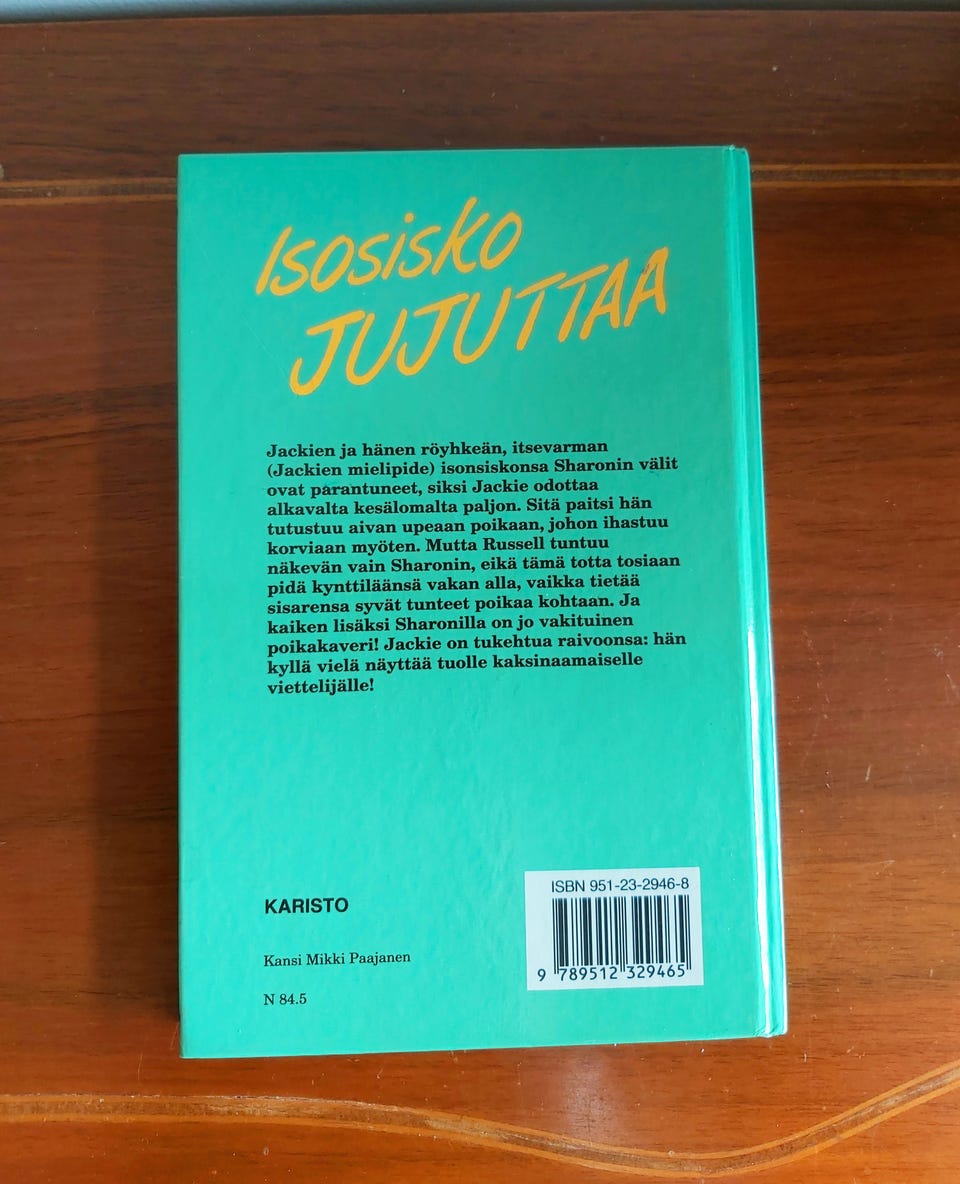 Isosisko
JUJUTTAA
Jackien ja hänen röyhkeän, itsevarman
(Jackien mielipide) isonsiskonsa Sharonin välit
ovat parantuneet, siksi Jackie odottaa
alkavalta kesälomalta paljon. Sitä paitsi hän
tutustuu aivan upeaan poikaan, johon ihastuu
korviaan myöten. Mutta Russell tuntuu
näkevän vain Sharonin, eikä tämä totta tosiaan
pidä kynttiläänsä vakan alla, vaikka tietää
sisarensa syvät tunteet poikaa kohtaan. Ja
kaiken lisäksi Sharonilla on jo vakituinen
poikakaveri! Jackie on tukehtua raivoonsa: hän
kyllä vielä näyttää tuolle kaksinaamaiselle
viettelijälle!
KARISTO
Kansi Mikki Paajanen
N 84.5
ISBN 951-23-2946-8
9 789512 329465